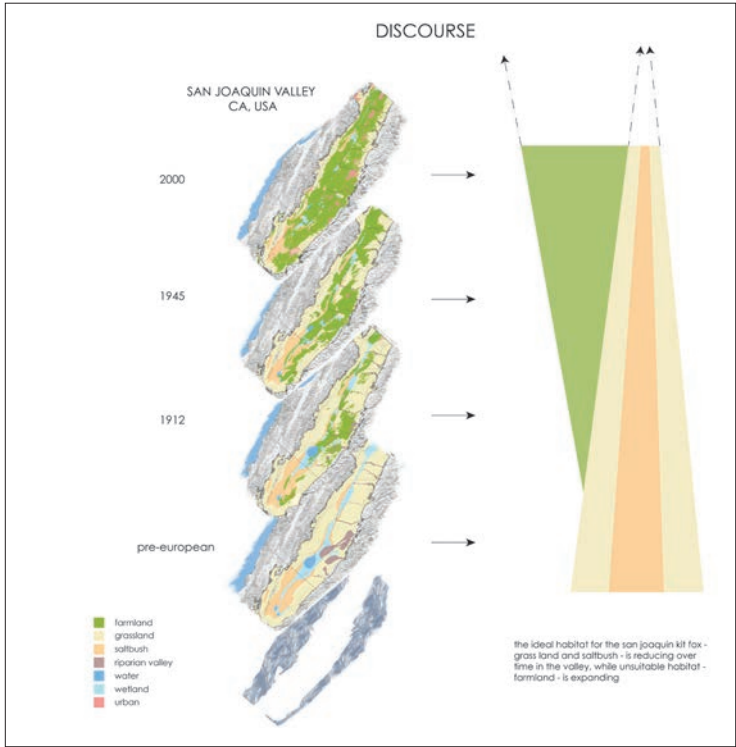 DISCOURSE
SAN JOAQUIN VALLEY
CA, USA
2000
1945
1912
pre-european
farmland
grassland
saltbush
riparian valley
water
wetland
urban
the ideal habitat for the san joaquin kit fox -
grass land and saltbush - is reducing over
time in the valley, while unsuitable habitat -
farmland - is expanding